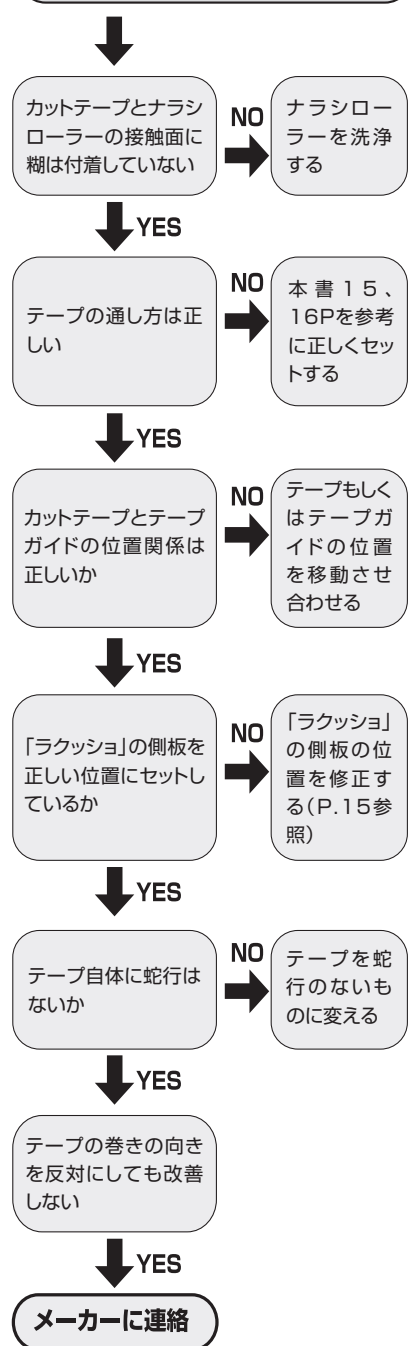 カットテープとナラシ
ローラーの接触面に
糊は付着していない
NO
ナラシロー
ラーを洗浄
する
YES
テープの通し方は正
しい
NO
本書15、
16Pを参考
に正しくセッ
トする
YES
カットテープとテープ
ガイドの位置関係は
正しいか
NO
テープもしく
はテープガ
イドの位置
を移動させ
合わせる
YES
「ラクッショ」の側板を
正しい位置にセットし
ているか
NO
「ラクッショ」
の側板の位
置を修正す
る(P.15参
照)
YES
テープ自体に蛇行は
ないか
NO
テープを蛇
行のないも
のに変える
YES
テープの巻きの向き
を反対にしても改善
しない
YES
メーカーに連絡